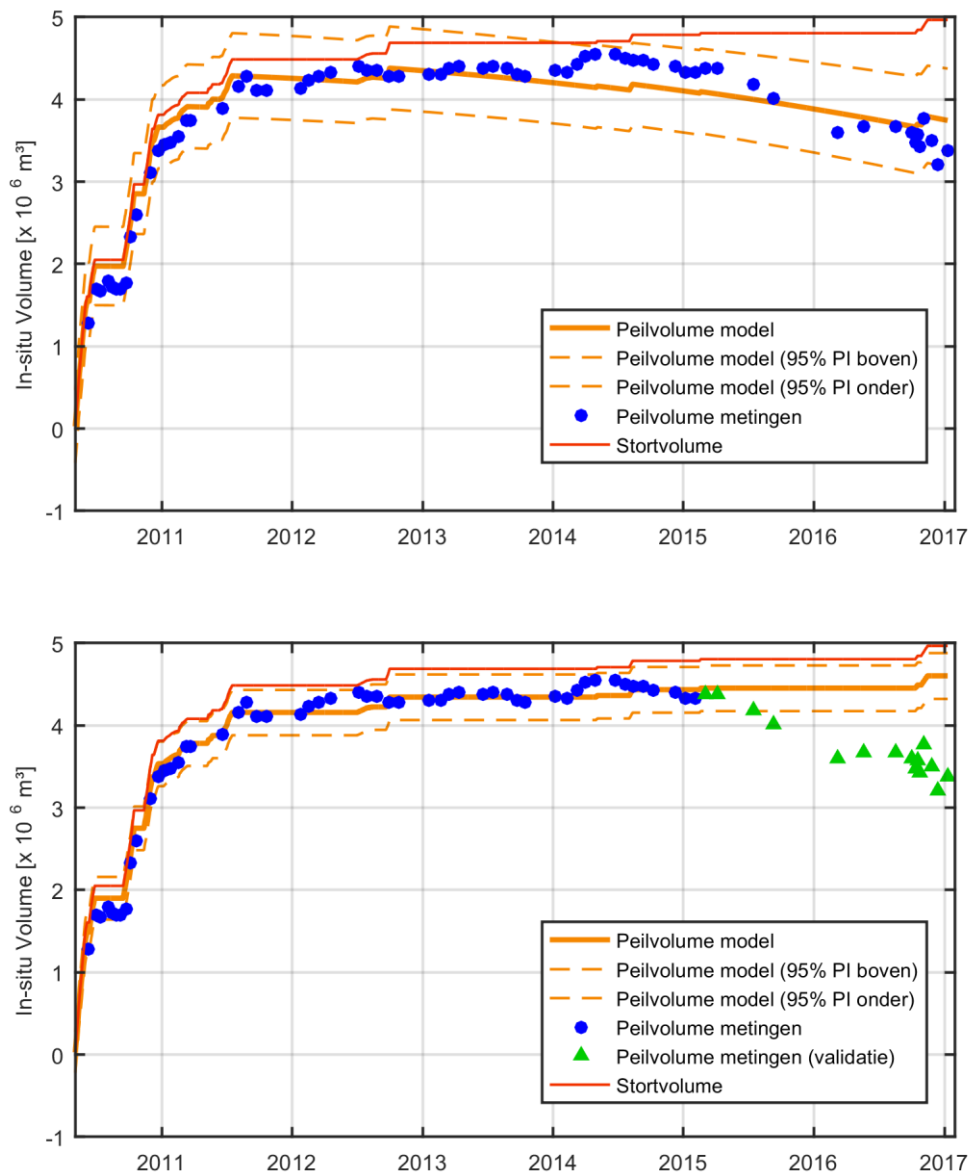 5
4
3
2
1
0
-1
In-situ Volume [x 10 ⁶ m³]
Peilvolume model
Peilvolume model (95% PI boven)
Peilvolume model (95% PI onder)
Peilvolume metingen
Stortvolume
2011 2012 2013 2014 2015 2016 2017
5
4
3
2
1
0
-1
In-situ Volume [x 10 ⁶ m³]
Peilvolume model
Peilvolume model (95% PI boven)
Peilvolume model (95% PI onder)
Peilvolume metingen
Peilvolume metingen (validatie)
Stortvolume
2011 2012 2013 2014 2015 2016 2017